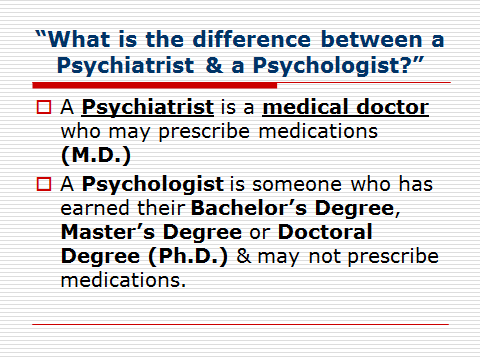 “What is the difference between a
Psychiatrist & a Psychologist?”
A Psychiatrist is a medical doctor
who may prescribe medications
(M.D.)
A Psychologist is someone who has
earned their Bachelor’s Degree,
Master’s Degree or Doctoral
Degree (Ph.D.) & may not prescribe
medications.